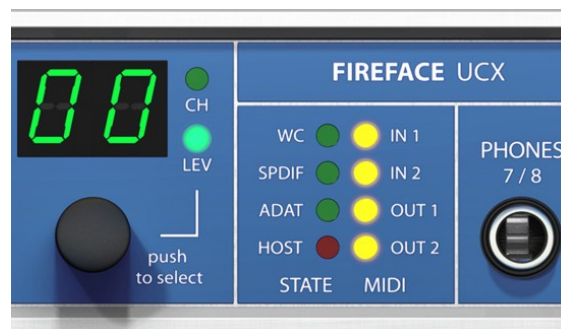 00
CH
LEV
push
to select
FIREFACE UCX
WC IN 1
SPDIF IN 2
ADAT OUT 1
HOST OUT 2
STATE MIDI
PHONES
7 / 8